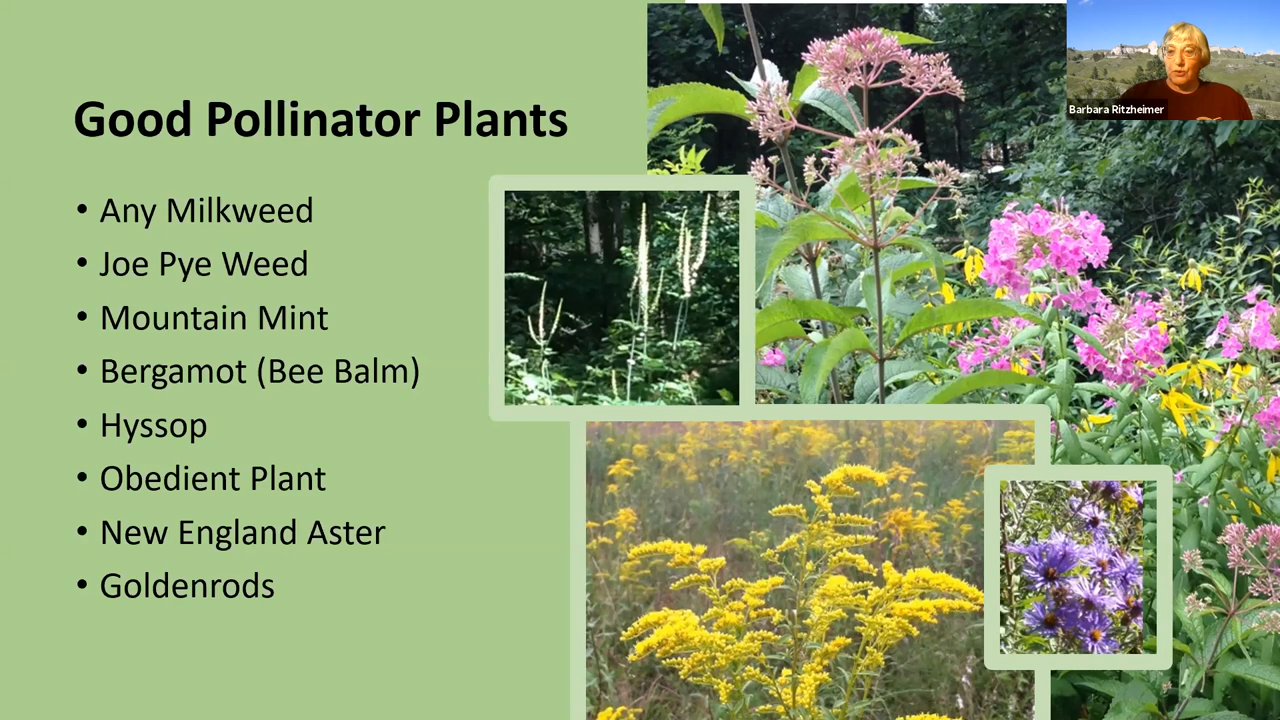 Good Pollinator Plants
• Any Milkweed
• Joe Pye Weed
• Mountain Mint
• Bergamot (Bee Balm)
• Hyssop
• Obedient Plant
• New England Aster
• Goldenrods
Barbara Ritzheimer